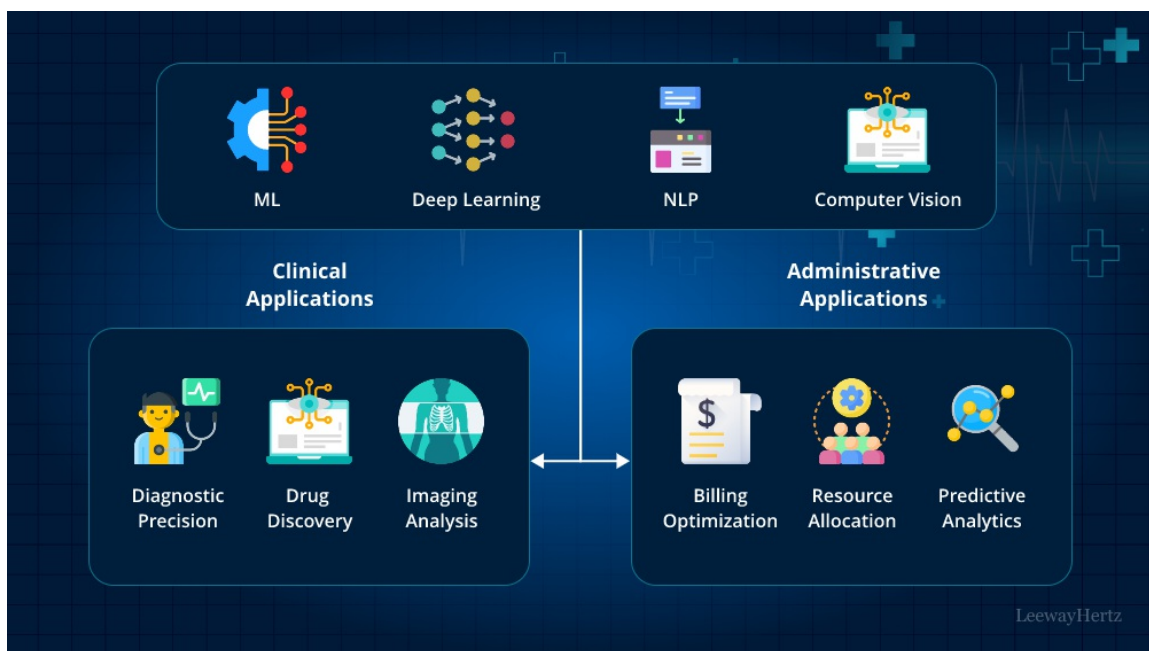 ML
Deep Learning
NLP
Computer Vision
Clinical
Applications
Administrative
Applications
Diagnostic
Precision
Drug
Discovery
Imaging
Analysis
$
Billing
Optimization
Resource
Allocation
Predictive
Analytics
LeewayHertz